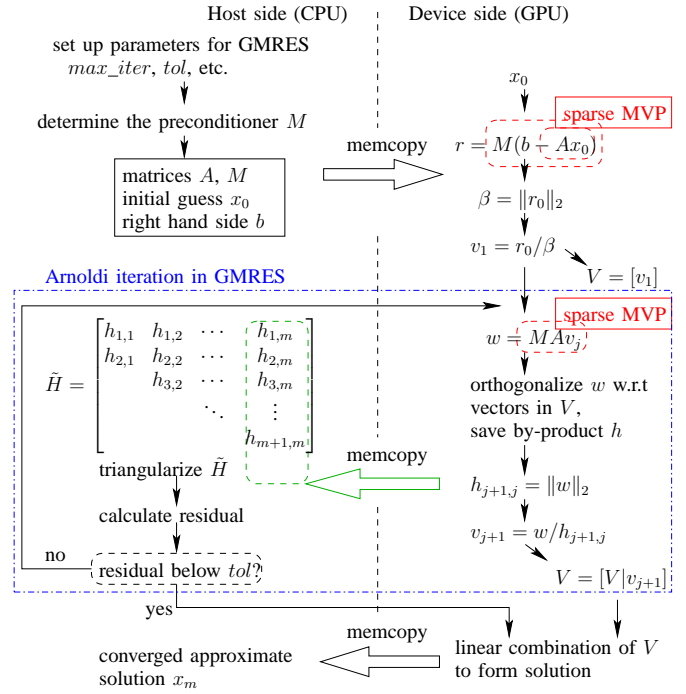 Host side (CPU)
Device side (GPU)
set up parameters for GMRES
max_iter, tol, etc.
determine the preconditioner M
matrices A, M
initial guess x_0
right hand side b
memcopy
x_0
sparse MVP
r = M(b − Ax_0)
β = ‖r_0‖_2
v_1 = r_0/β
V = [v_1]
Arnoldi iteration in GMRES
H̃ =
h_{1,1} h_{1,2} ⋯ h_{1,m}
h_{2,1} h_{2,2} ⋯ h_{2,m}
h_{3,2} ⋯ h_{3,m}
⋱ ⋮
h_{m+1,m}
triangularize H̃
calculate residual
residual below tol?
no
yes
sparse MVP
w = MAv_j
orthogonalize w w.r.t
vectors in V,
save by-product h
memcopy
h_{j+1,j} = ‖w‖_2
v_{j+1} = w/h_{j+1,j}
V = [V|v_{j+1}]
linear combination of V
to form solution
memcopy
converged approximate
solution x_m